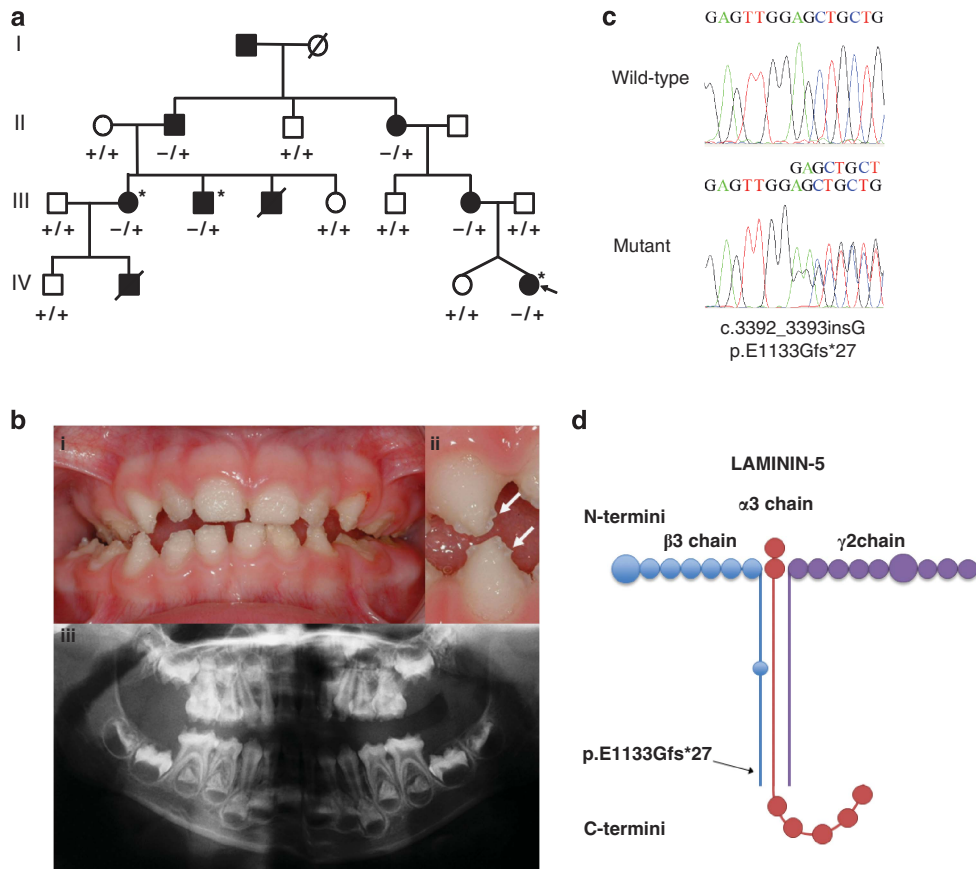 a
I
II
+/+ −/+ +/+ −/+
III
* *
+/+ −/+ −/+ +/+ +/+ −/+ +/+
IV
*
+/+ +/+ −/+
b
i
ii
iii
c
GAGTTGGAGCTGCTG
Wild-type
GAGCTGCT
GAGTTGGAGCTGCTG
Mutant
c.3392_3393insG
p.E1133Gfs*27
d
LAMININ-5
α3 chain
N-termini
β3 chain
γ2chain
p.E1133Gfs*27
C-termini